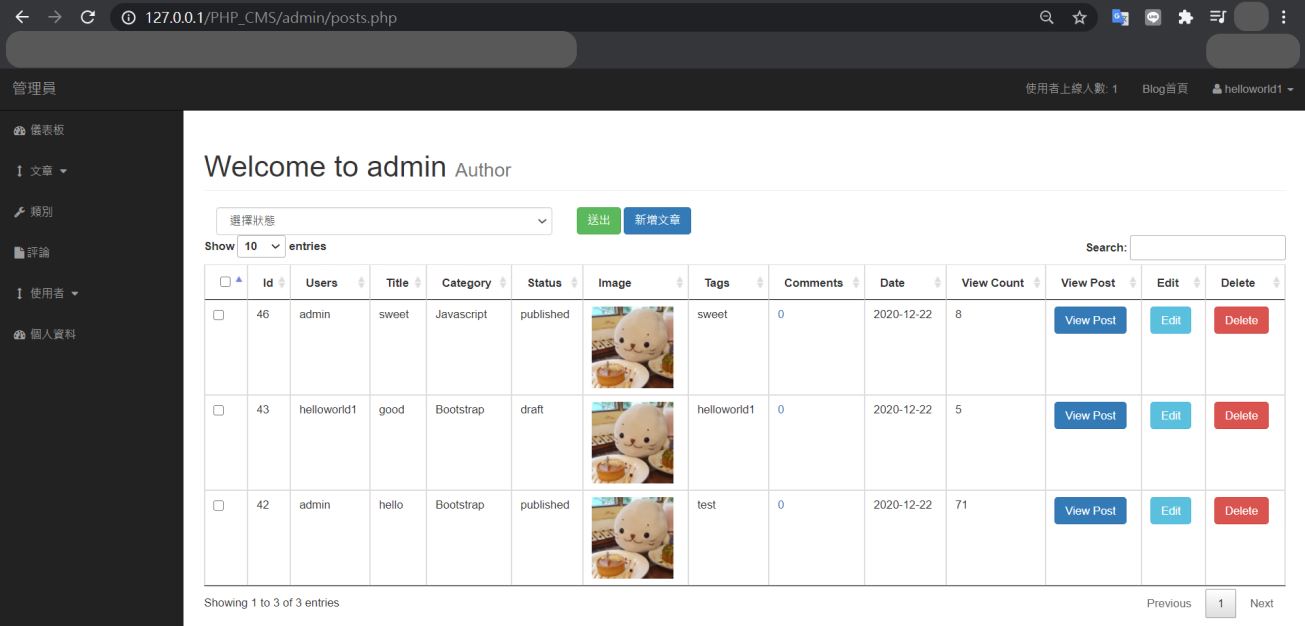 127.0.0.1/PHP_CMS/admin/posts.php
管理員
使用者上線人數: 1 Blog首頁 helloworld1
儀表板
文章
類別
評論
使用者
個人資料
Welcome to admin Author
選擇狀態 送出 新增文章
Show 10 entries Search:
Id Users Title Category Status Image Tags Comments Date View Count View Post Edit Delete
46 admin sweet Javascript published sweet 0 2020-12-22 8 View Post Edit Delete
43 helloworld1 good Bootstrap draft helloworld1 0 2020-12-22 5 View Post Edit Delete
42 admin hello Bootstrap published test 0 2020-12-22 71 View Post Edit Delete
Showing 1 to 3 of 3 entries Previous 1 Next